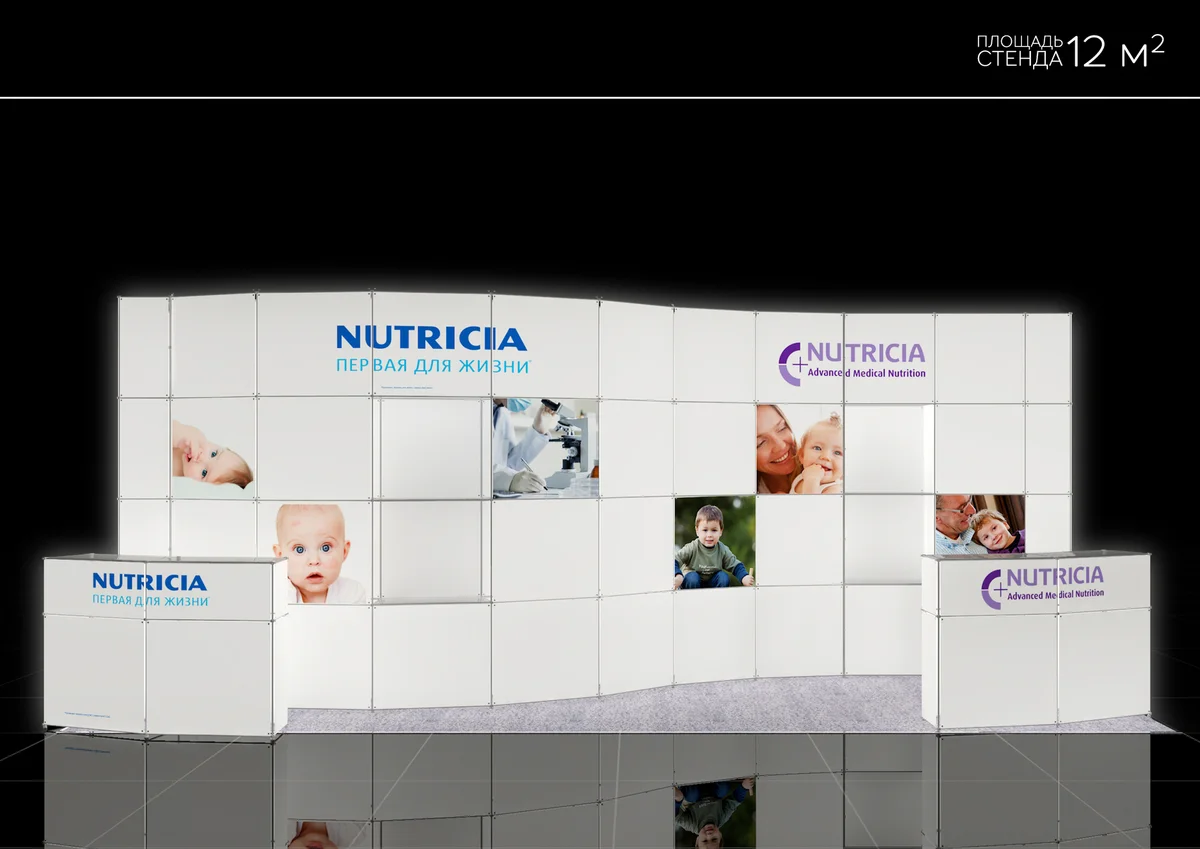 ПЛОЩАДЬ
СТЕНДА 12 М²
NUTRICIA
ПЕРВАЯ ДЛЯ ЖИЗНИ
NUTRICIA
Advanced Medical Nutrition
NUTRICIA
ПЕРВАЯ ДЛЯ ЖИЗНИ
NUTRICIA
Advanced Medical Nutrition